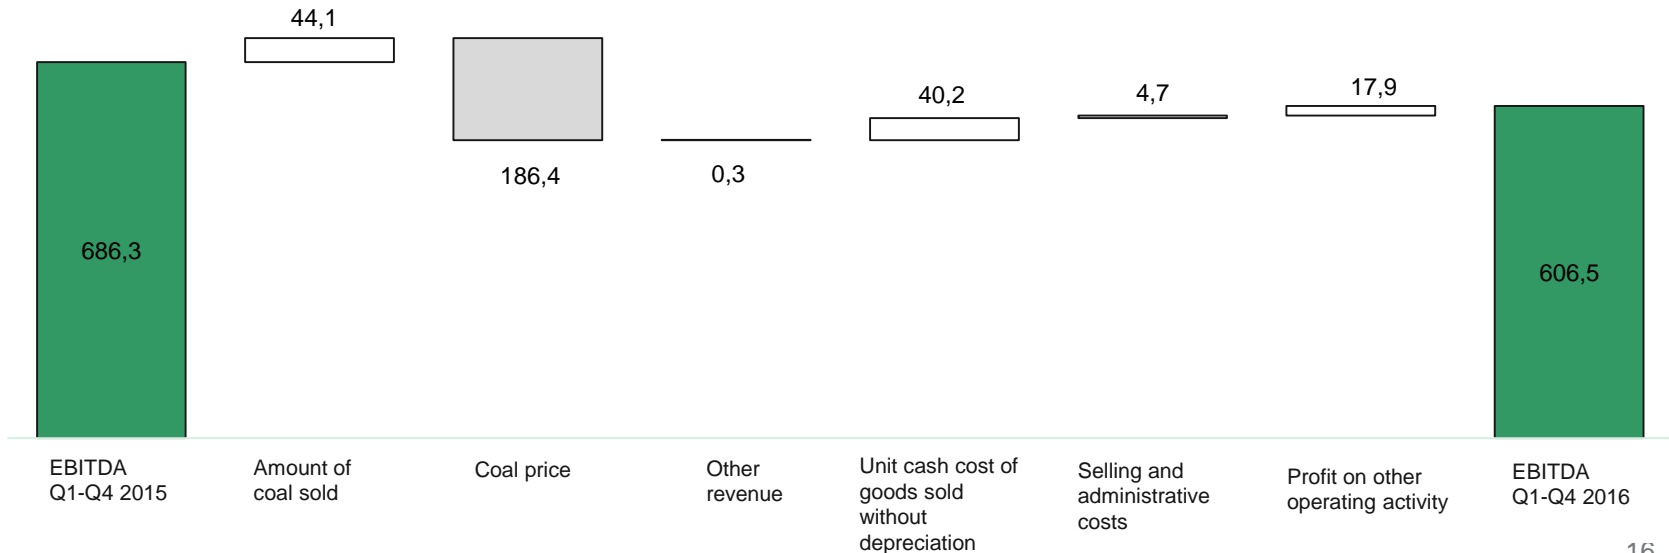 44,1
40,2
4,7
17,9
186,4
0,3
686,3
606,5
EBITDA
Q1-Q4 2015
Amount of
coal sold
Coal price
Other
revenue
Unit cash cost of
goods sold
without
depreciation
Selling and
administrative
costs
Profit on other
operating activity
EBITDA
Q1-Q4 2016
16